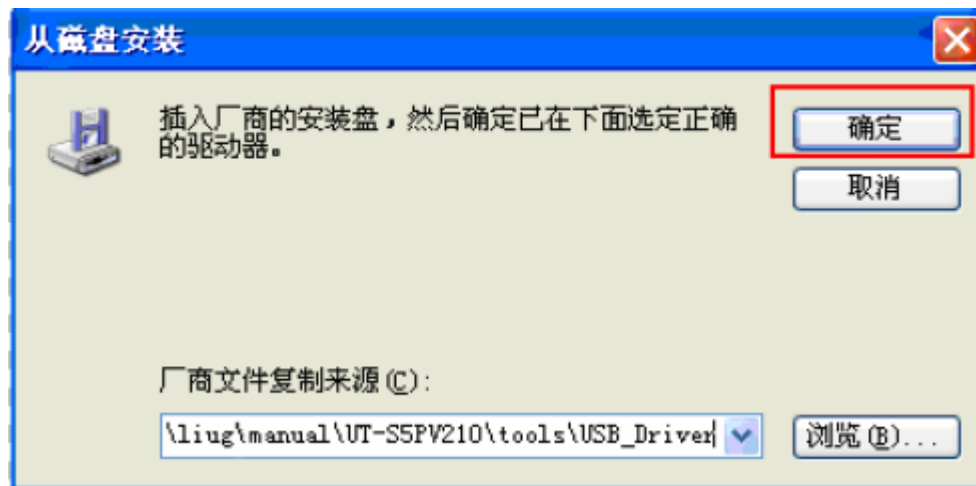 从磁盘安装
插入厂商的安装盘，然后确定已在下面选定正确
的驱动器。
确定
取消
厂商文件复制来源(C):
\liug\manual\UT-S5PV210\tools\USB_Driver
浏览(B)...